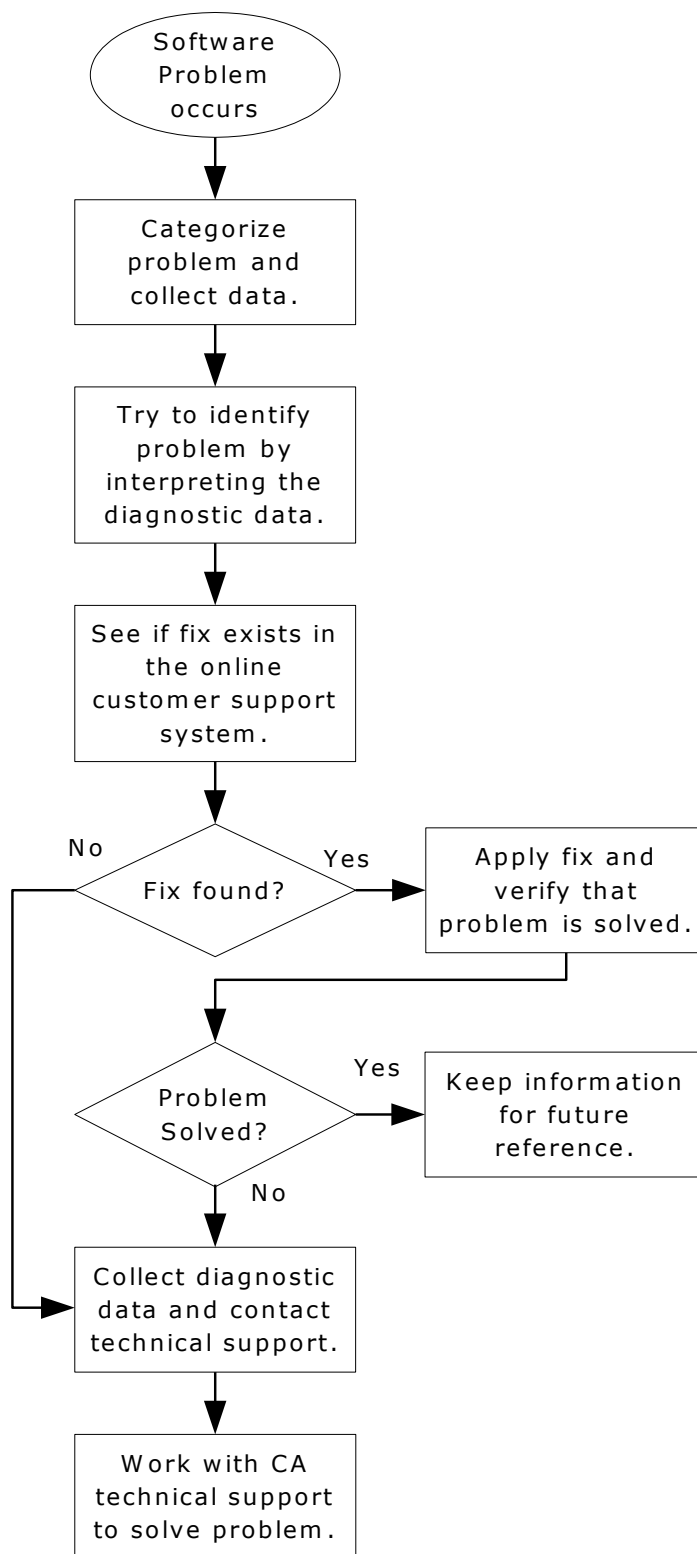 Software
Problem
occurs
Categorize
problem and
collect data.
Try to identify
problem by
interpreting the
diagnostic data.
See if fix exists in
the online
customer support
system.
No
Fix found?
Yes
Apply fix and
verify that
problem is solved.
Problem
Solved?
Yes
Keep information
for future
reference.
No
Collect diagnostic
data and contact
technical support.
Work with CA
technical support
to solve problem.